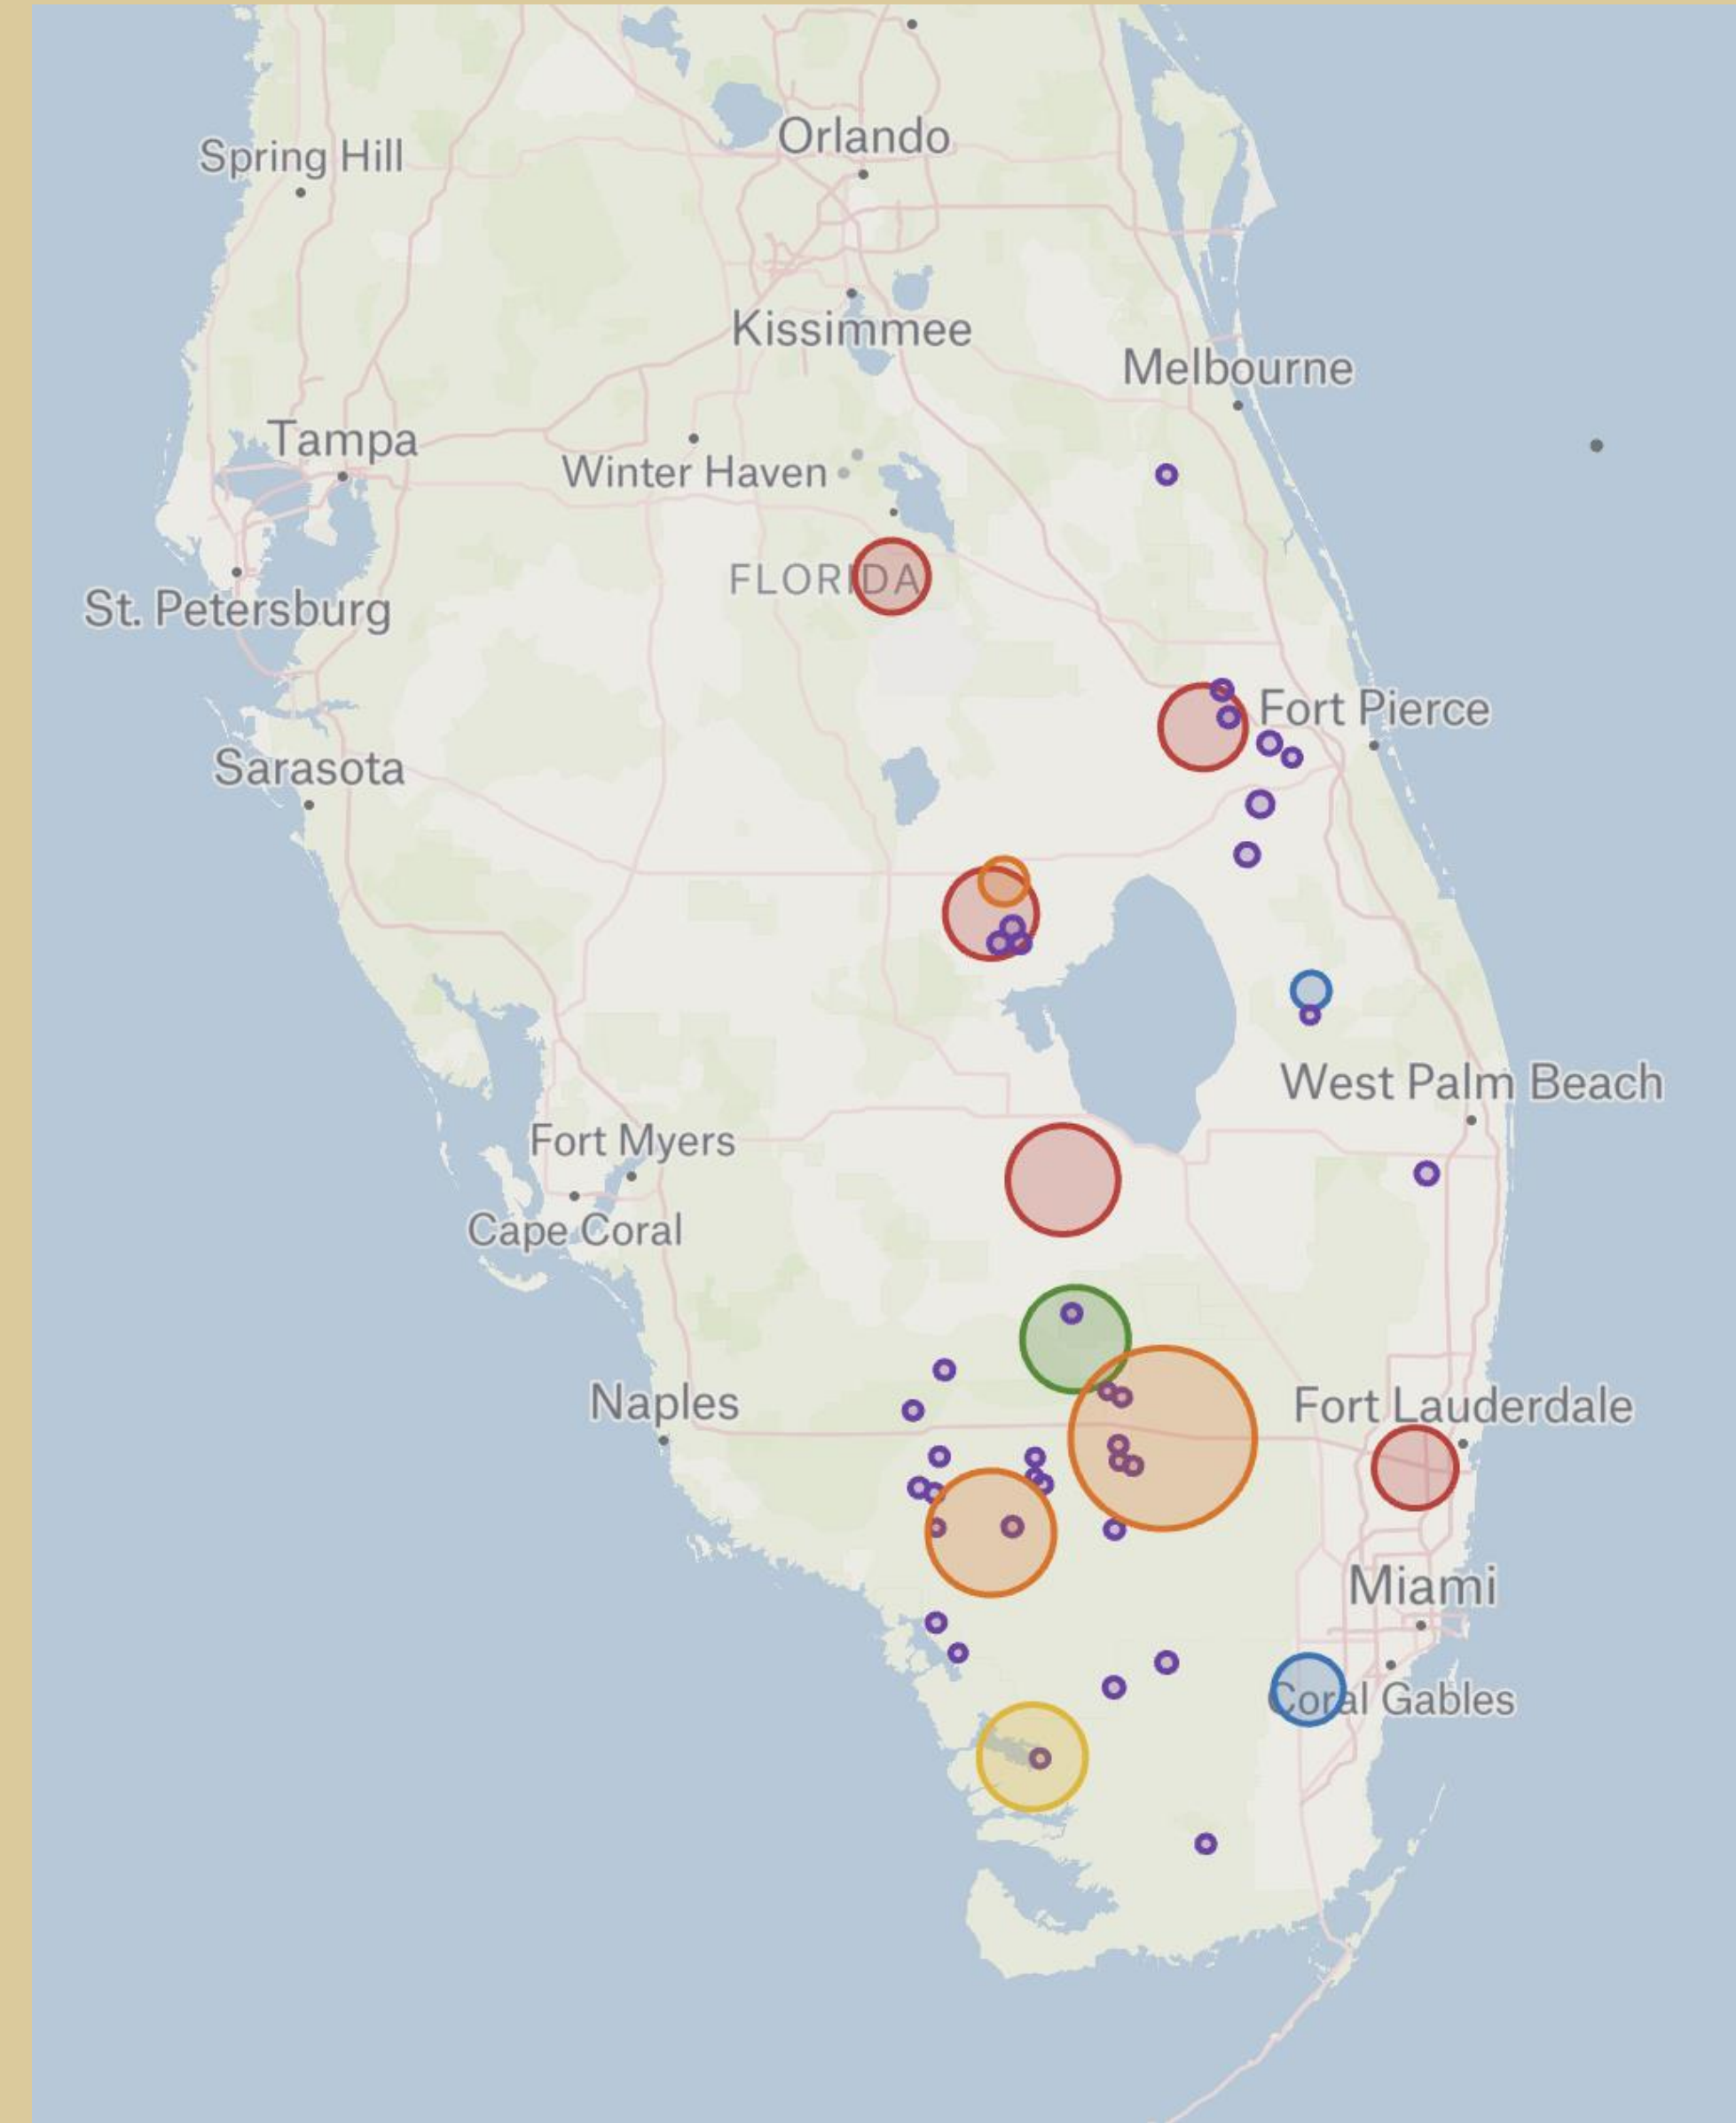 Orlando
Spring Hill
Kissimmee
Melbourne
Tampa
Winter Haven
FLORIDA
St. Petersburg
Fort Pierce
Sarasota
West Palm Beach
Fort Myers
Cape Coral
Naples
Fort Lauderdale
Miami
Coral Gables